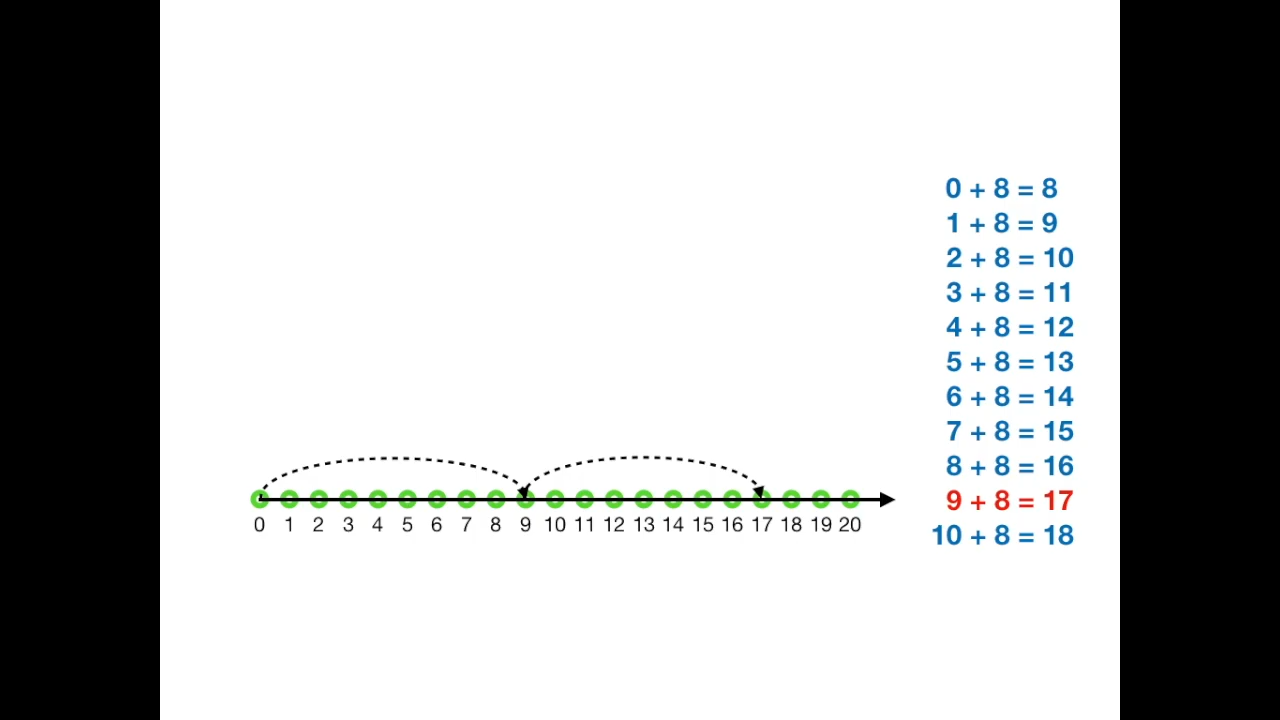 0 + 8 = 8
1 + 8 = 9
2 + 8 = 10
3 + 8 = 11
4 + 8 = 12
5 + 8 = 13
6 + 8 = 14
7 + 8 = 15
8 + 8 = 16
9 + 8 = 17
10 + 8 = 18
0 1 2 3 4 5 6 7 8 9 10 11 12 13 14 15 16 17 18 19 20